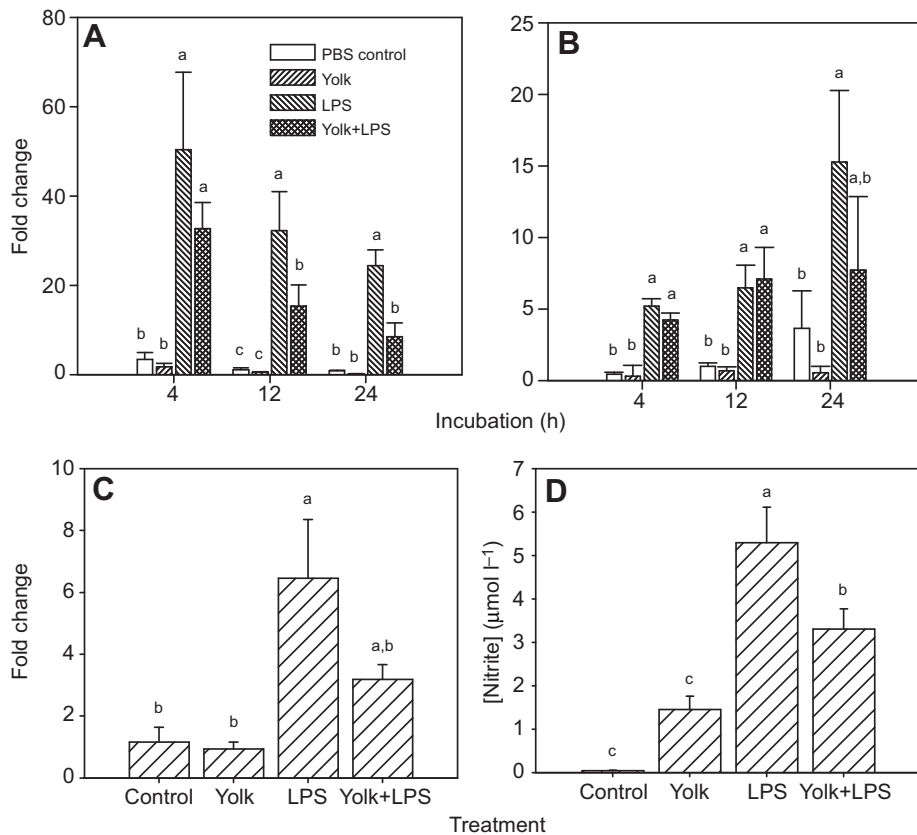 A
80
60
40
20
0
Fold change
PBS control
Yolk
LPS
Yolk+LPS
b b a a
c c a b
b b a b
4 12 24
B
25
20
15
10
5
0
b b a a
b b a a
b b a a,b
4 12 24
Incubation (h)
C
10
8
6
4
2
0
Fold change
b b a a,b
Control Yolk LPS Yolk+LPS
D
7
6
5
4
3
2
1
0
[Nitrite] (μmol l⁻¹)
c c a b
Control Yolk LPS Yolk+LPS
Treatment